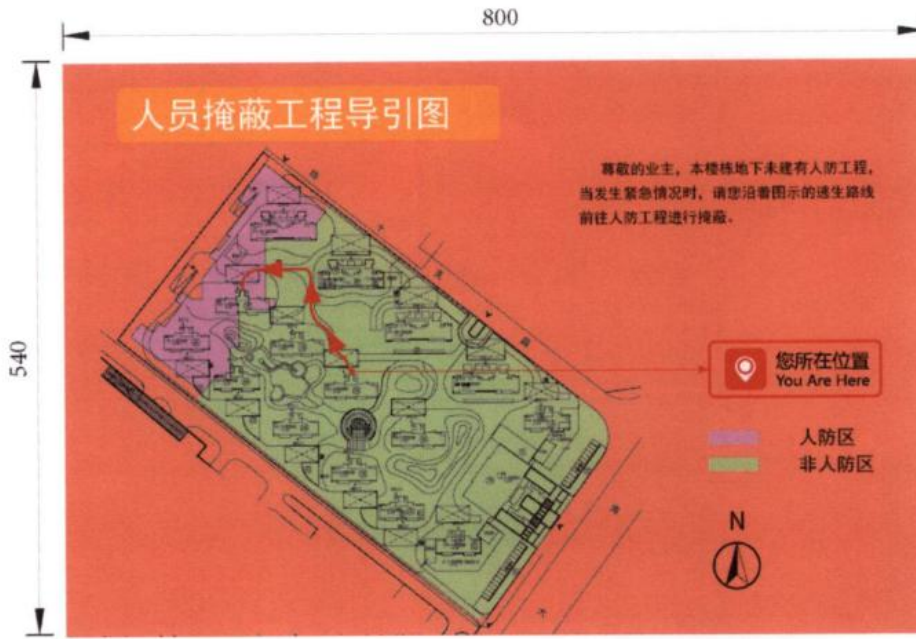 800
540
人员掩蔽工程导引图
尊敬的业主，本楼栋地下未建有人防工程，
当发生紧急情况时，请您沿着图示的逃生路线
前往人防工程进行掩蔽。
您所在位置
You Are Here
人防区
非人防区
N